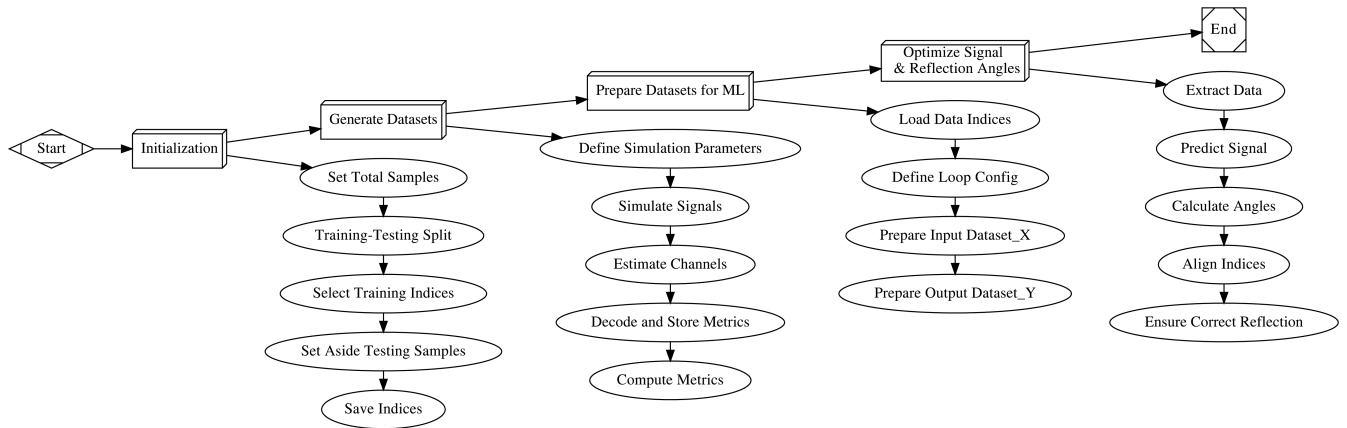 Start
Initialization
Set Total Samples
Training-Testing Split
Select Training Indices
Set Aside Testing Samples
Save Indices
Generate Datasets
Define Simulation Parameters
Simulate Signals
Estimate Channels
Decode and Store Metrics
Compute Metrics
Prepare Datasets for ML
Load Data Indices
Define Loop Config
Prepare Input Dataset_X
Prepare Output Dataset_Y
Optimize Signal
& Reflection Angles
Extract Data
Predict Signal
Calculate Angles
Align Indices
Ensure Correct Reflection
End